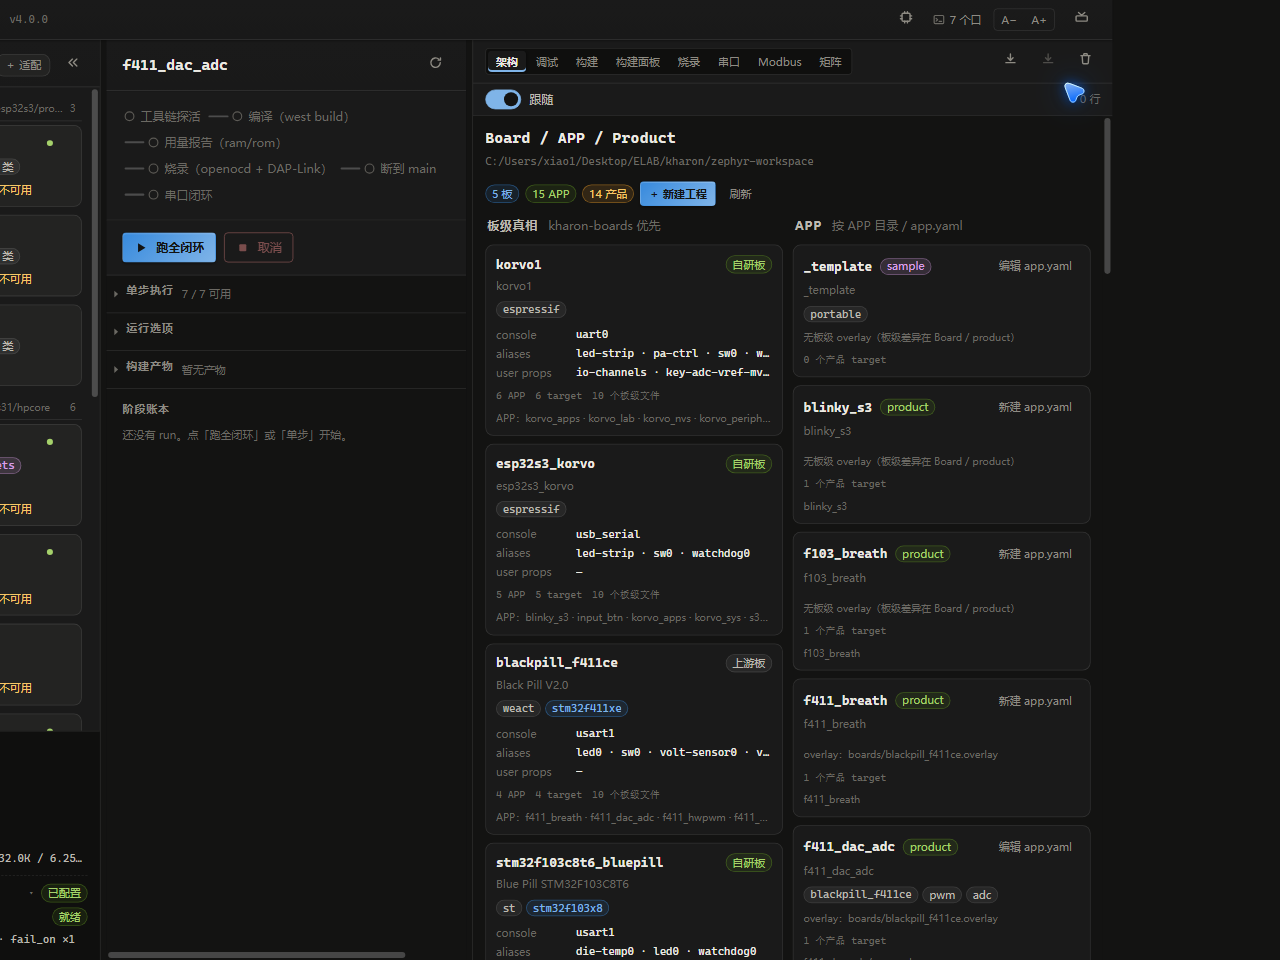 v4.0.0
7 个口
A−
A+
+ 适配
sp32s3/pro… 3
类
不可用
类
不可用
类
s31/hpcore 6
ets
不可用
不可用
不可用
32.0K / 6.25…
· 已配置
就绪
· fail_on ×1
f411_dac_adc
工具链探活
编译（west build）
用量报告（ram/rom）
烧录（openocd + DAP-Link）
断到 main
串口闭环
跑全闭环
取消
单步执行 7 / 7 可用
运行选项
构建产物 暂无产物
阶段账本
还没有 run。点「跑全闭环」或「单步」开始。
架构 调试 构建 构建面板 烧录 串口 Modbus 矩阵
跟随
0 行
Board / APP / Product
C:/Users/xiao1/Desktop/ELAB/kharon/zephyr-workspace
5 板
15 APP
14 产品
+ 新建工程
刷新
板级真相 kharon-boards 优先
korvo1 自研板
korvo1
espressif
console uart0
aliases led-strip · pa-ctrl · sw0 · w…
user props io-channels · key-adc-vref-mv…
6 APP 6 target 10 个板级文件
APP: korvo_apps · korvo_lab · korvo_nvs · korvo_periph…
esp32s3_korvo 自研板
esp32s3_korvo
espressif
console usb_serial
aliases led-strip · sw0 · watchdog0
user props —
5 APP 5 target 10 个板级文件
APP: blinky_s3 · input_btn · korvo_apps · korvo_sys · s3…
blackpill_f411ce 上游板
Black Pill V2.0
weact stm32f411xe
console usart1
aliases led0 · sw0 · volt-sensor0 · v…
user props —
4 APP 4 target 10 个板级文件
APP: f411_breath · f411_dac_adc · f411_hwpwm · f411_…
stm32f103c8t6_bluepill 自研板
Blue Pill STM32F103C8T6
st stm32f103x8
console usart1
aliases die-temp0 · led0 · watchdog0
APP 按 APP 目录 / app.yaml
_template sample 编辑 app.yaml
_template
portable
无板级 overlay（板级差异在 Board / product）
0 个产品 target
blinky_s3 product 新建 app.yaml
blinky_s3
无板级 overlay（板级差异在 Board / product）
1 个产品 target
blinky_s3
f103_breath product 新建 app.yaml
f103_breath
无板级 overlay（板级差异在 Board / product）
1 个产品 target
f103_breath
f411_breath product 新建 app.yaml
f411_breath
overlay: boards/blackpill_f411ce.overlay
1 个产品 target
f411_breath
f411_dac_adc product 编辑 app.yaml
f411_dac_adc
blackpill_f411ce pwm adc
overlay: boards/blackpill_f411ce.overlay
1 个产品 target